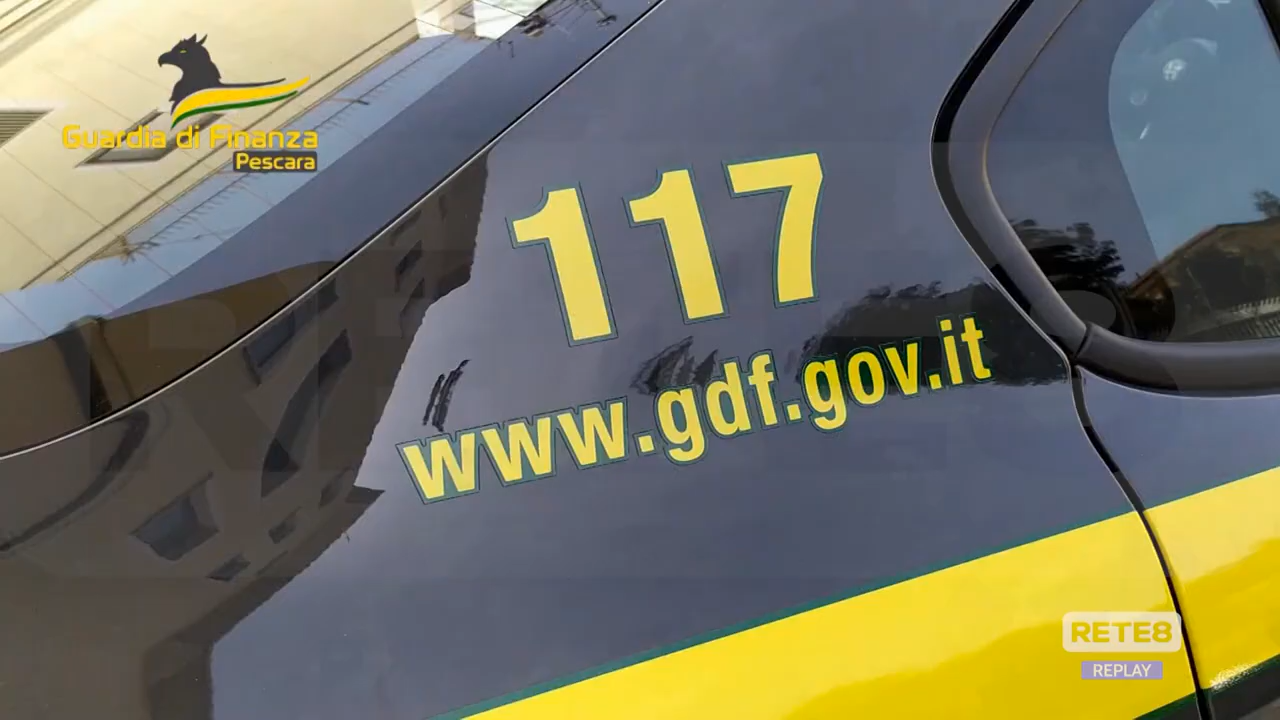 Guardia di Finanza
Pescara
117
www.gdf.gov.it
RETE8
REPLAY